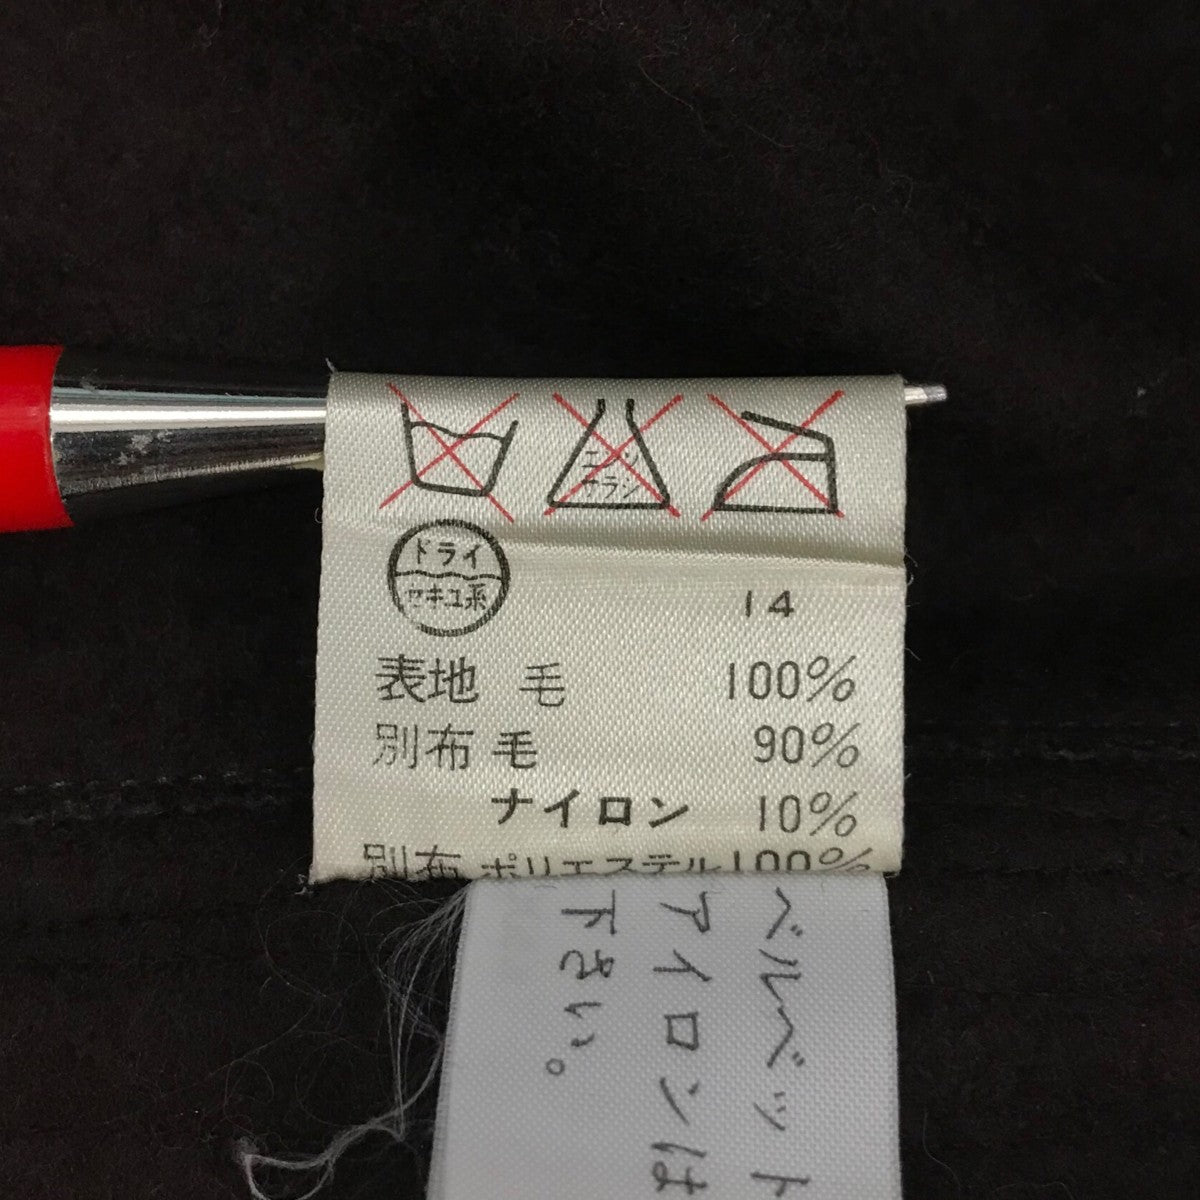 エンソ
サラシ
ドライ
セキユ系
14
表地 毛 100%
別布 毛 90%
ナイロン 10%
別布 ポリエステル 100%
ベルベット
アイロンは
下さい。